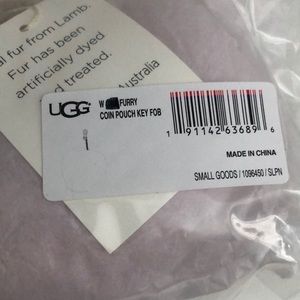 al fur from Lamb.
Fur has been
artificially dyed
d treated.
Australia
UGG
W FURRY
COIN POUCH KEY FOB
1 91142 63689 6
MADE IN CHINA
SMALL GOODS / 1096450 / SLPN